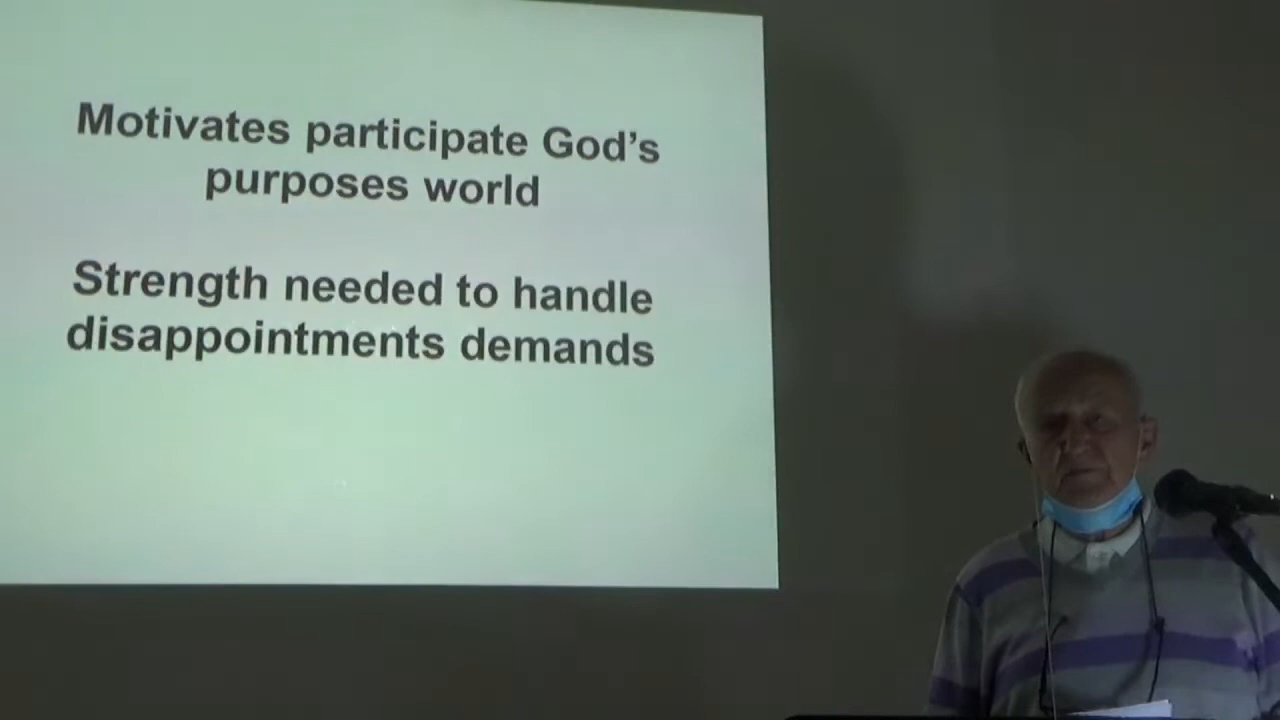 Motivates participate God’s
purposes world
Strength needed to handle
disappointments demands